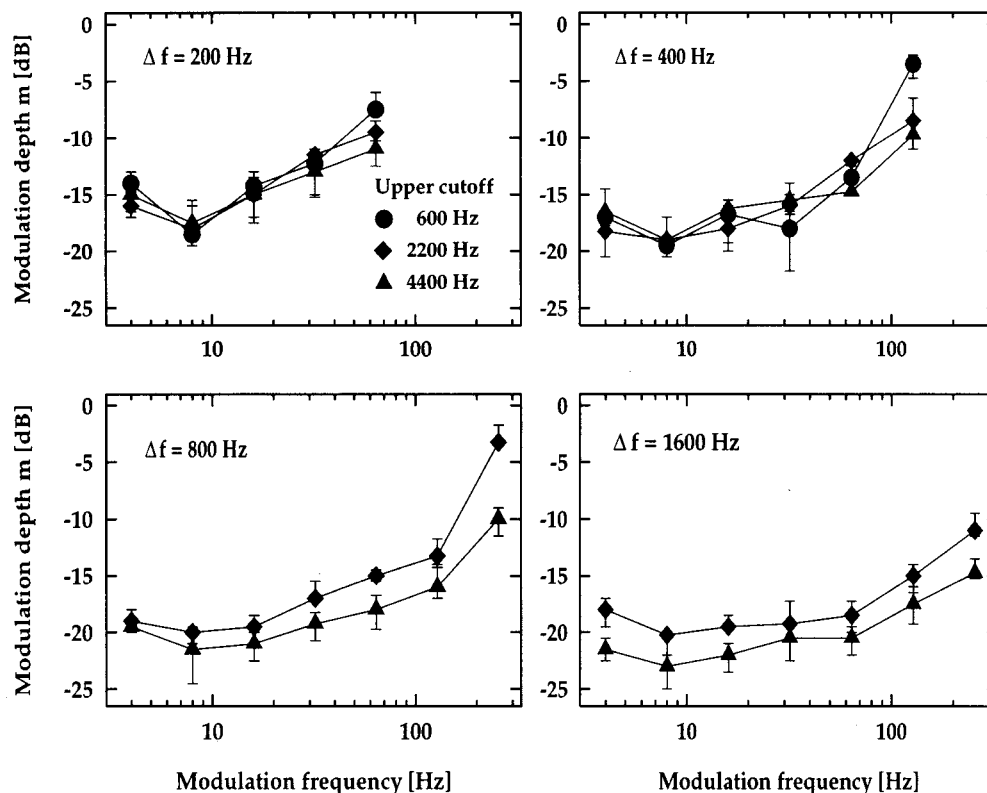 Δ f = 200 Hz
Modulation depth m [dB]
0
-5
-10
-15
-20
-25
Upper cutoff
600 Hz
2200 Hz
4400 Hz
10
100
Δ f = 400 Hz
0
-5
-10
-15
-20
-25
10
100
Δ f = 800 Hz
Modulation depth m [dB]
0
-5
-10
-15
-20
-25
10
100
Modulation frequency [Hz]
Δ f = 1600 Hz
0
-5
-10
-15
-20
-25
10
100
Modulation frequency [Hz]